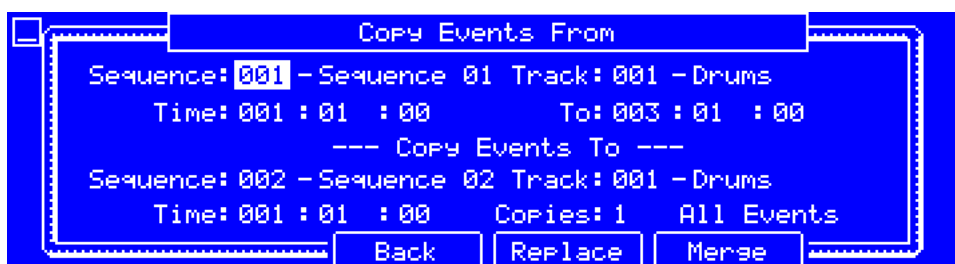 Copy Events From
Sequence: 001 - Sequence 01 Track: 001 - Drums
Time: 001 : 01 : 00 To: 003 : 01 : 00
--- Copy Events To ---
Sequence: 002 - Sequence 02 Track: 001 - Drums
Time: 001 : 01 : 00 Copies: 1 All Events
Back Replace Merge